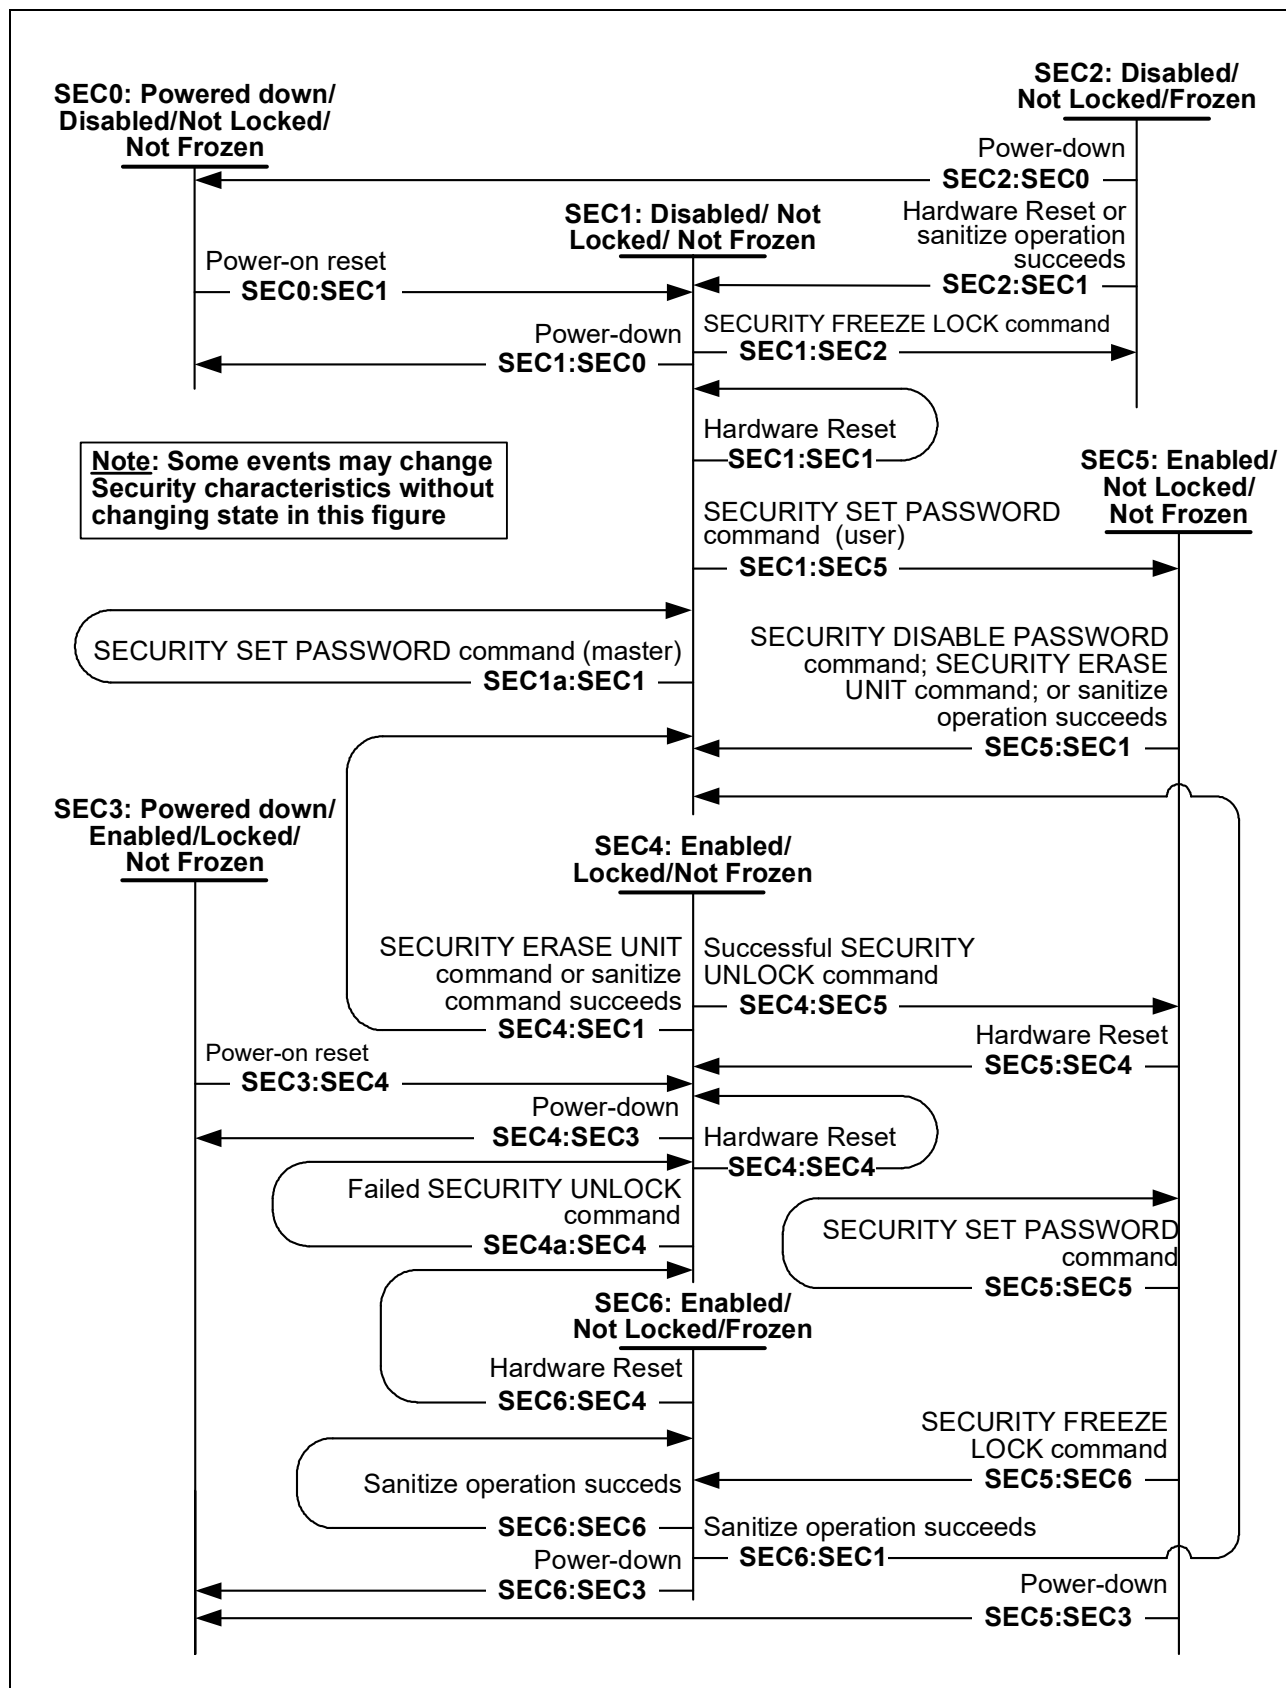 SEC2: Disabled/
Not Locked/Frozen
SEC0: Powered down/
Disabled/Not Locked/
Not Frozen
Power-down
SEC2:SEC0
SEC1: Disabled/ Not
Locked/ Not Frozen
Hardware Reset or
sanitize operation
succeeds
SEC2:SEC1
Power-on reset
SEC0:SEC1
Power-down
SEC1:SEC0
SECURITY FREEZE LOCK command
SEC1:SEC2
Hardware Reset
SEC1:SEC1
Note: Some events may change
Security characteristics without
changing state in this figure
SEC5: Enabled/
Not Locked/
Not Frozen
SECURITY SET PASSWORD
command (user)
SEC1:SEC5
SECURITY SET PASSWORD command (master)
SEC1a:SEC1
SECURITY DISABLE PASSWORD
command; SECURITY ERASE
UNIT command; or sanitize
operation succeeds
SEC5:SEC1
SEC3: Powered down/
Enabled/Locked/
Not Frozen
SEC4: Enabled/
Locked/Not Frozen
SECURITY ERASE UNIT
command or sanitize
command succeeds
SEC4:SEC1
Successful SECURITY
UNLOCK command
SEC4:SEC5
Hardware Reset
SEC5:SEC4
Power-on reset
SEC3:SEC4
Power-down
SEC4:SEC3
Hardware Reset
SEC4:SEC4
Failed SECURITY UNLOCK
command
SEC4a:SEC4
SECURITY SET PASSWORD
command
SEC5:SEC5
SEC6: Enabled/
Not Locked/Frozen
Hardware Reset
SEC6:SEC4
SECURITY FREEZE
LOCK command
SEC5:SEC6
Sanitize operation succeds
SEC6:SEC6
Sanitize operation succeeds
SEC6:SEC1
Power-down
SEC6:SEC3
Power-down
SEC5:SEC3